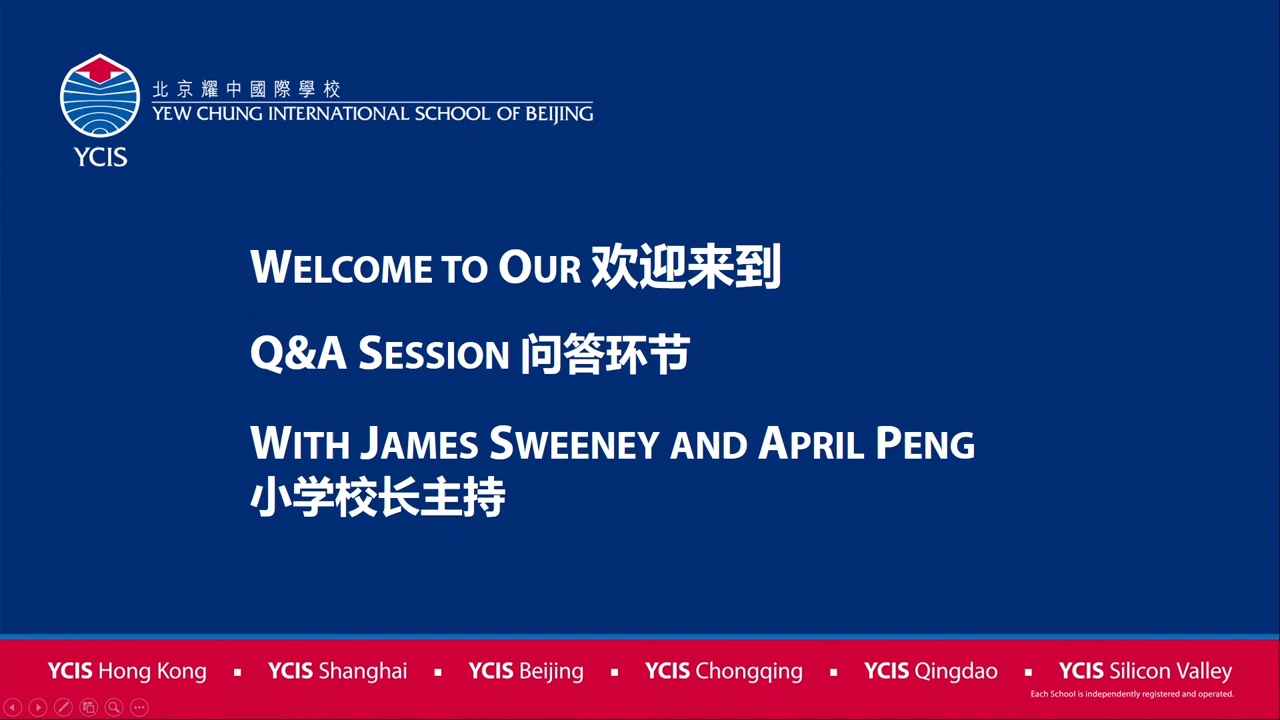 北京耀中國際學校
YEW CHUNG INTERNATIONAL SCHOOL OF BEIJING
YCIS
WELCOME TO OUR 欢迎来到
Q&A SESSION 问答环节
WITH JAMES SWEENEY AND APRIL PENG
小学校长主持
YCIS Hong Kong ▪ YCIS Shanghai ▪ YCIS Beijing ▪ YCIS Chongqing ▪ YCIS Qingdao ▪ YCIS Silicon Valley
Each School is independently registered and operated.